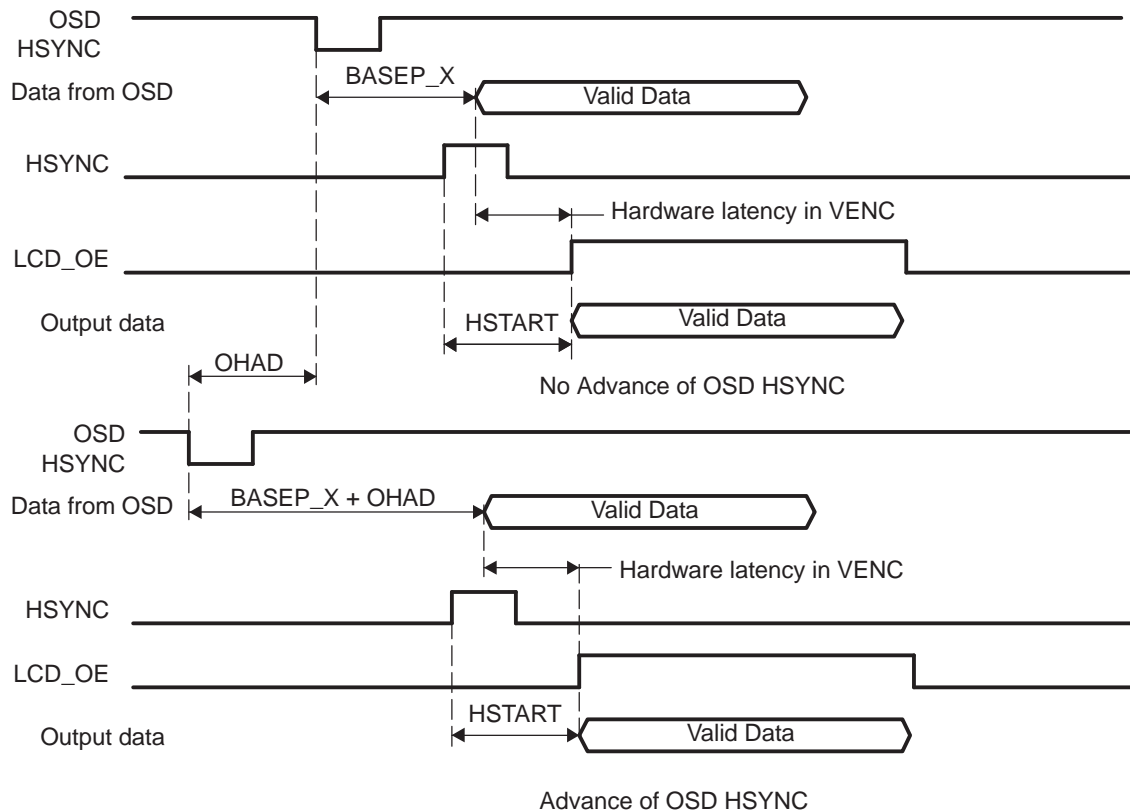 OSD
HSYNC
BASEP_X
Data from OSD
Valid Data
HSYNC
Hardware latency in VENC
LCD_OE
Output data
HSTART
Valid Data
OHAD
No Advance of OSD HSYNC
OSD
HSYNC
Data from OSD
BASEP_X + OHAD
Valid Data
Hardware latency in VENC
HSYNC
LCD_OE
HSTART
Output data
Valid Data
Advance of OSD HSYNC